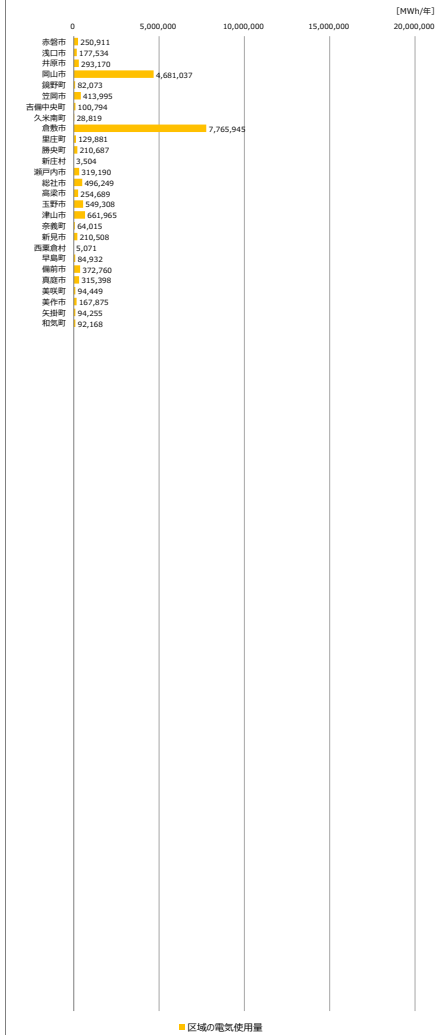 [MWh/年]
0 5,000,000 10,000,000 15,000,000 20,000,000
赤磐市 250,911
浅口市 177,534
井原市 293,170
岡山市 4,681,037
鏡野町 82,073
笠岡市 413,995
吉備中央町 100,794
久米南町 28,819
倉敷市 7,765,945
里庄町 129,881
勝央町 210,687
新庄村 3,504
瀬戸内市 319,190
総社市 496,249
高梁市 254,689
玉野市 549,308
津山市 661,965
奈義町 64,015
新見市 210,508
西粟倉村 5,071
早島町 84,932
備前市 372,760
真庭市 315,398
美咲町 94,449
美作市 167,875
矢掛町 94,255
和気町 92,168
区域の電気使用量